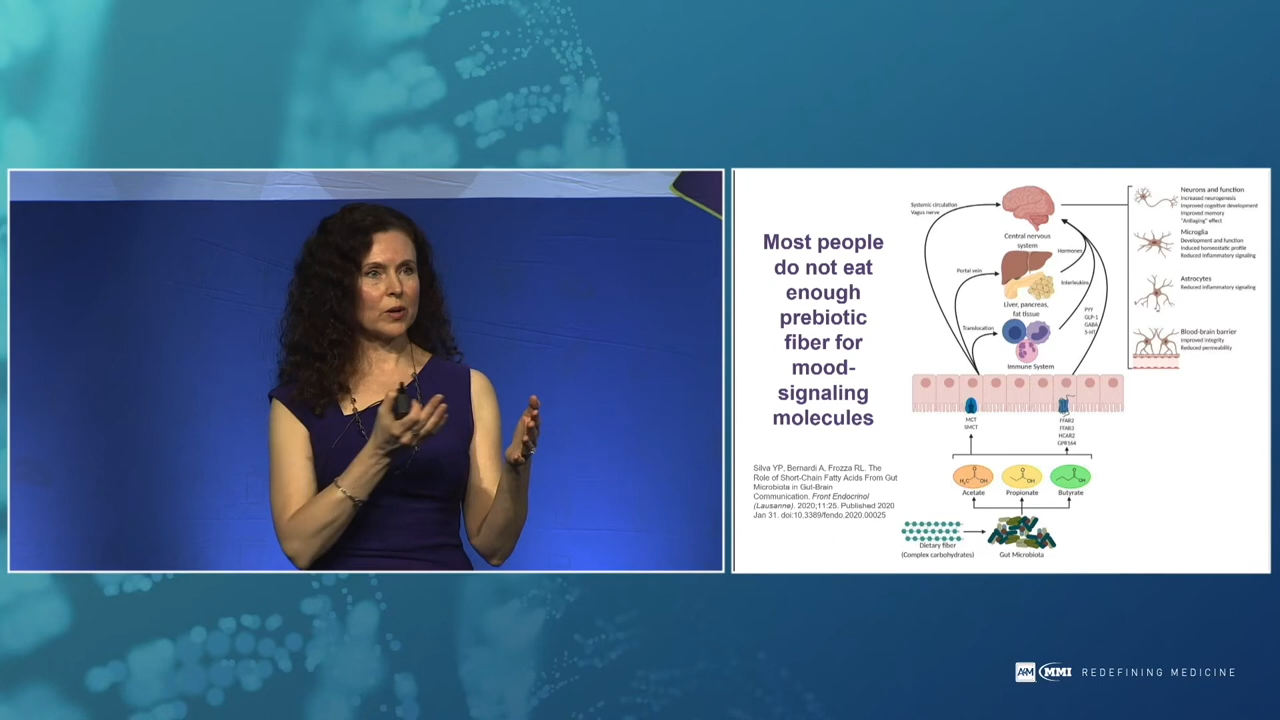 Most people
do not eat
enough
prebiotic
fiber for
mood-
signaling
molecules
Silva YP, Bernardi A, Frozza RL. The
Role of Short-Chain Fatty Acids From Gut
Microbiota in Gut-Brain
Communication. Front Endocrinol
(Lausanne). 2020;11:25. Published 2020
Jan 31. doi:10.3389/fendo.2020.00025
Systemic circulation
Vagus nerve
Central nervous
system
Hormones
Portal vein
Interleukins
Liver, pancreas,
fat tissue
PYY
GLP-1
GABA
5-HT
Translocation
Immune System
MCT
SMCT
FFAR2
FFAR3
HCAR2
GPR164
H₃C
OH
OH
OH
Acetate
Propionate
Butyrate
Dietary fiber
(Complex carbohydrates)
Gut Microbiota
Neurons and function
Increased neurogenesis
Improved cognitive development
Improved memory
"Antiaging" effect
Microglia
Development and function
Induced homeostatic profile
Reduced inflammatory signaling
Astrocytes
Reduced inflammatory signaling
Blood-brain barrier
Improved integrity
Reduced permeability
A4M MMI REDEFINING MEDICINE